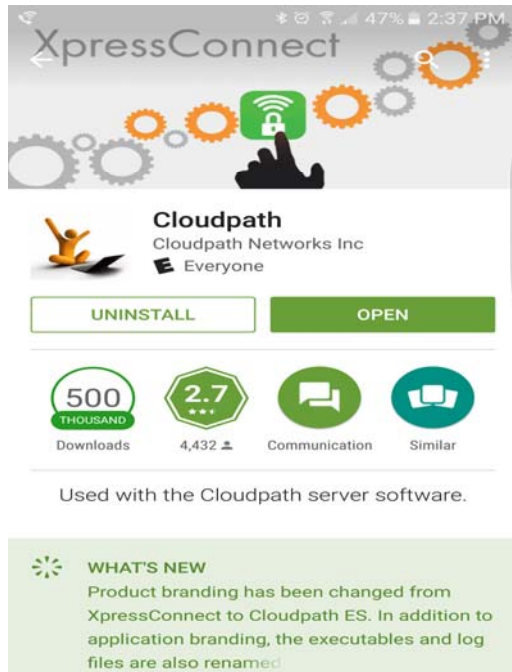 47% 2:37 PM
XpressConnect
Cloudpath
Cloudpath Networks Inc
E Everyone
UNINSTALL
OPEN
500
THOUSAND
Downloads
2.7
4,432
Communication
Similar
Used with the Cloudpath server software.
WHAT'S NEW
Product branding has been changed from
XpressConnect to Cloudpath ES. In addition to
application branding, the executables and log
files are also renamed